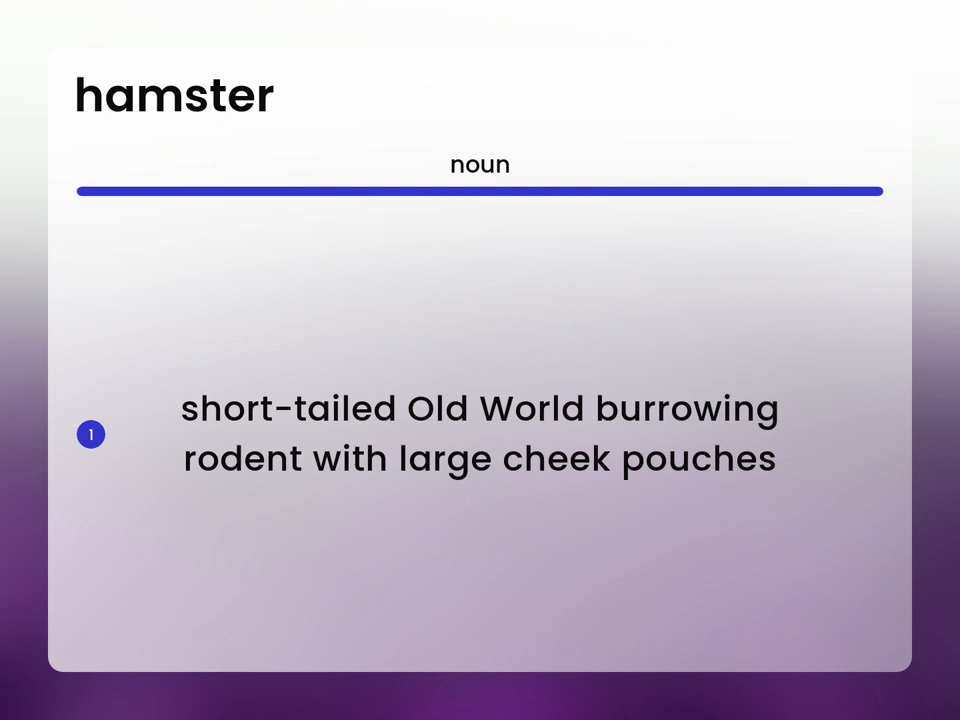 hamster
noun
1
short-tailed Old World burrowing
rodent with large cheek pouches